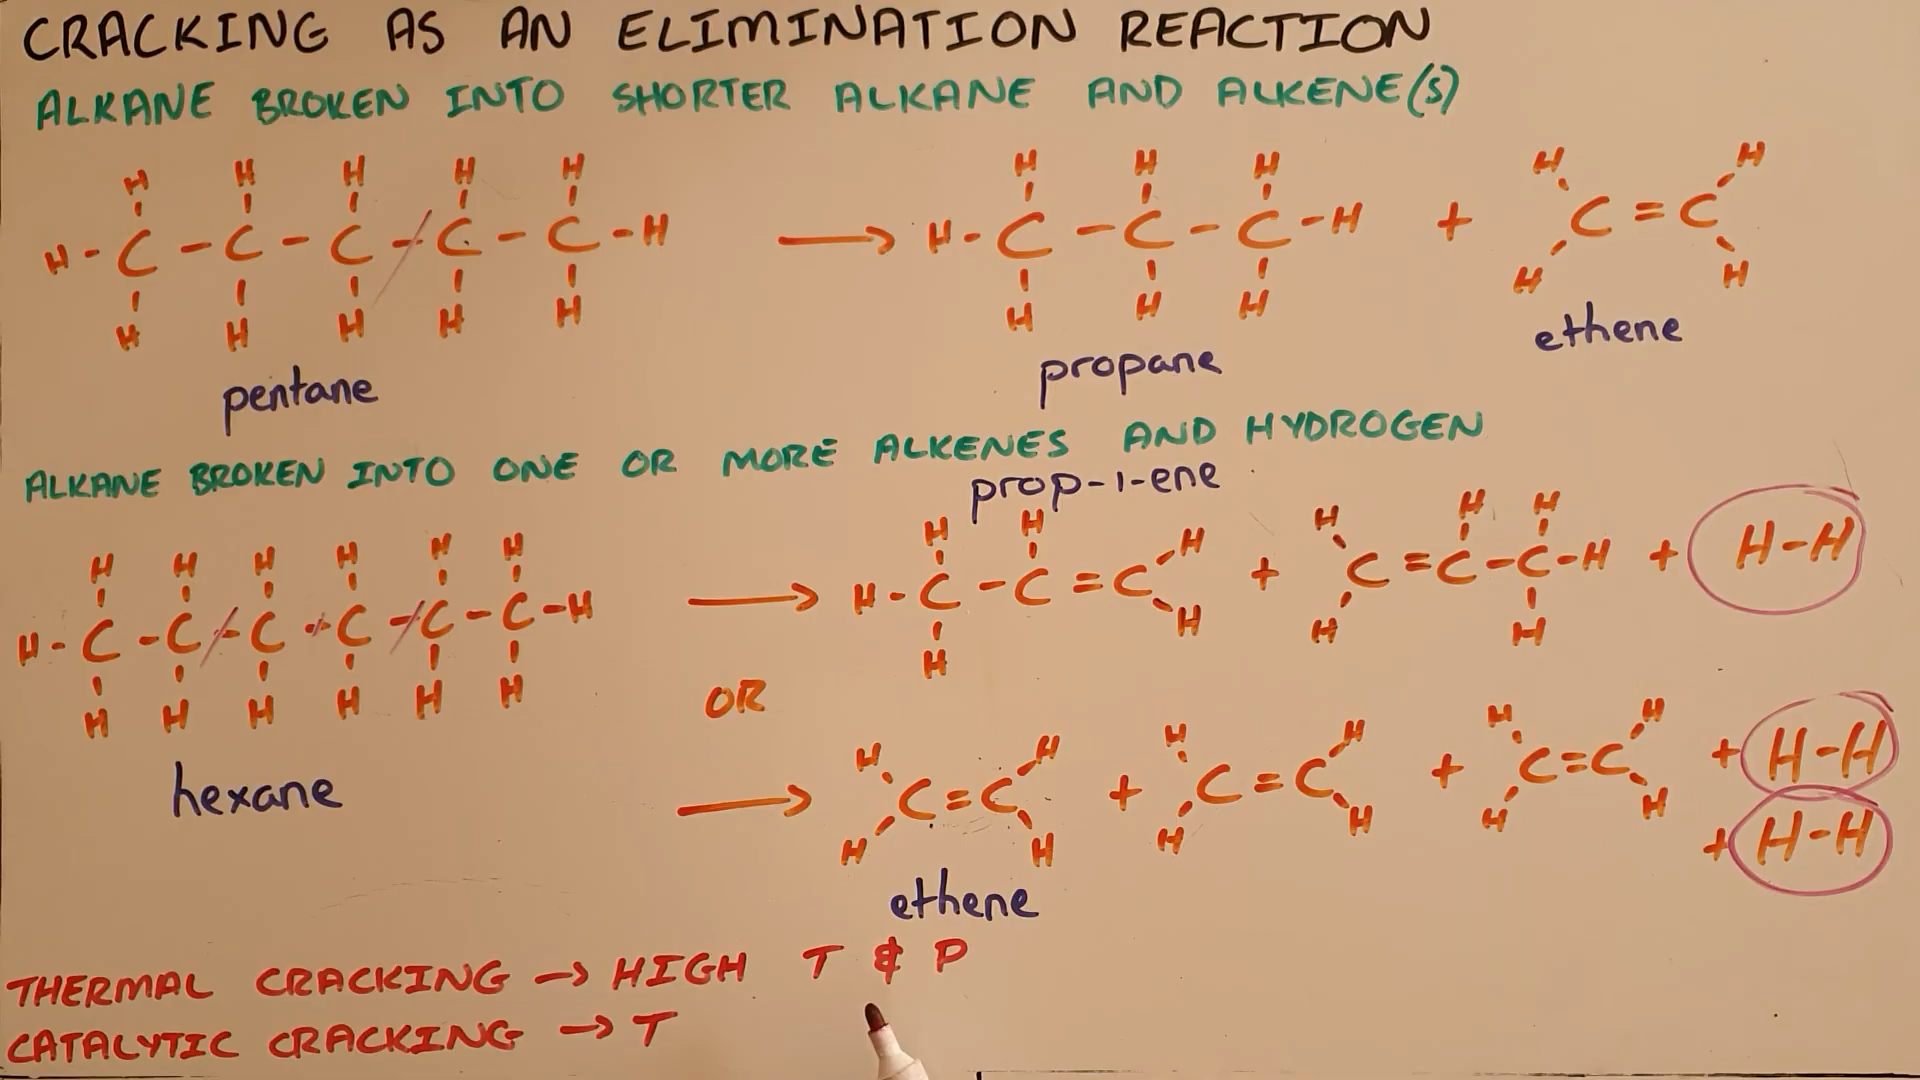 CRACKING AS AN ELIMINATION REACTION
ALKANE BROKEN INTO SHORTER ALKANE AND ALKENE(S)
H H H H H H H H H H
H - C - C - C - C - C - H → H - C - C - C - H + C = C
H H H H H H H H H H
pentane propane ethene
ALKANE BROKEN INTO ONE OR MORE ALKENES AND HYDROGEN
prop-1-ene
H H H H H H H H H H H H
H - C - C - C - C - C - C - H → H - C - C = C + C = C - C - H + H - H
H H H H H H H H H H
OR
H H H H H H
hexane → C = C + C = C + C = C + H - H
H H H H H H + H - H
ethene
THERMAL CRACKING → HIGH T & P
CATALYTIC CRACKING → T